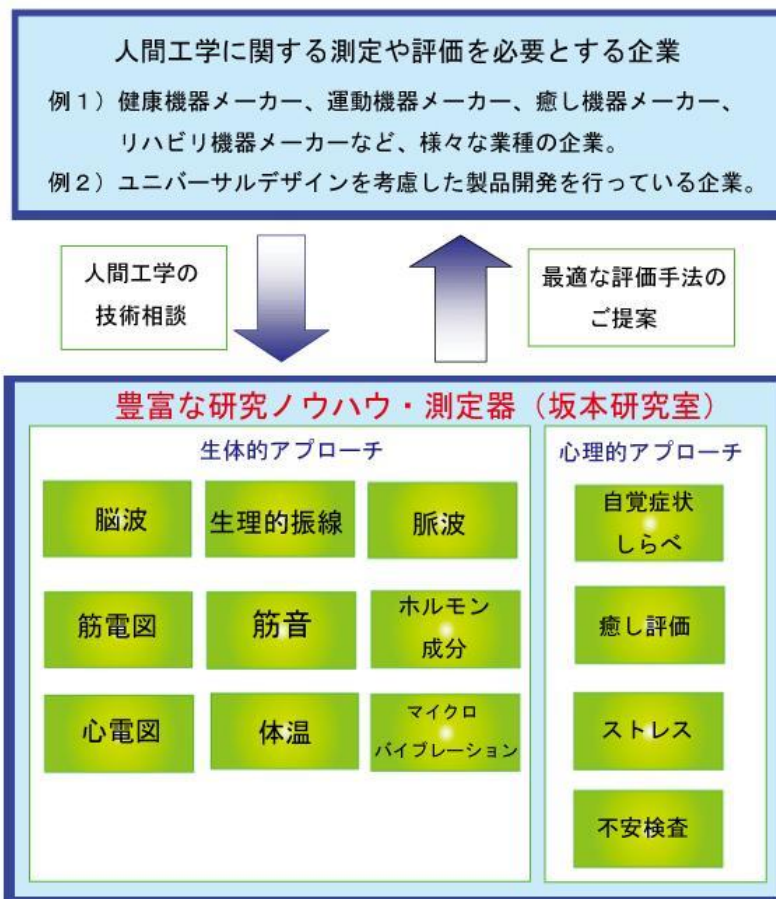 人間工学に関する測定や評価を必要とする企業
例１）健康機器メーカー、運動機器メーカー、癒し機器メーカー、
リハビリ機器メーカーなど、様々な業種の企業。
例２）ユニバーサルデザインを考慮した製品開発を行っている企業。
人間工学の
技術相談
最適な評価手法の
ご提案
豊富な研究ノウハウ・測定器（坂本研究室）
生体的アプローチ
脳波
生理的振線
脈波
筋電図
筋音
ホルモン
成分
心電図
体温
マイクロ
バイブレーション
心理的アプローチ
自覚症状
しらべ
癒し評価
ストレス
不安検査